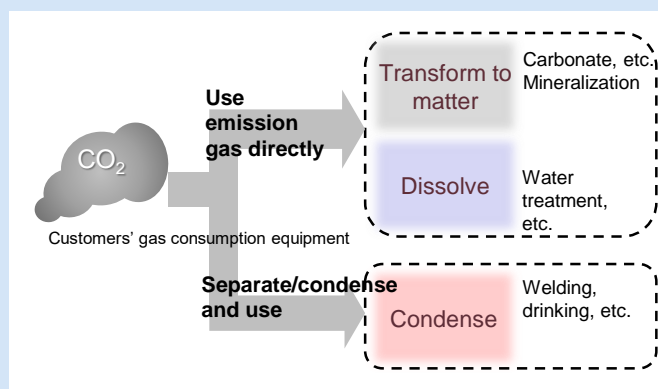 CO2
Customers' gas consumption equipment
Use
emission
gas directly
Transform to
matter
Carbonate, etc.
Mineralization
Dissolve
Water
treatment,
etc.
Separate/condense
and use
Condense
Welding,
drinking, etc.